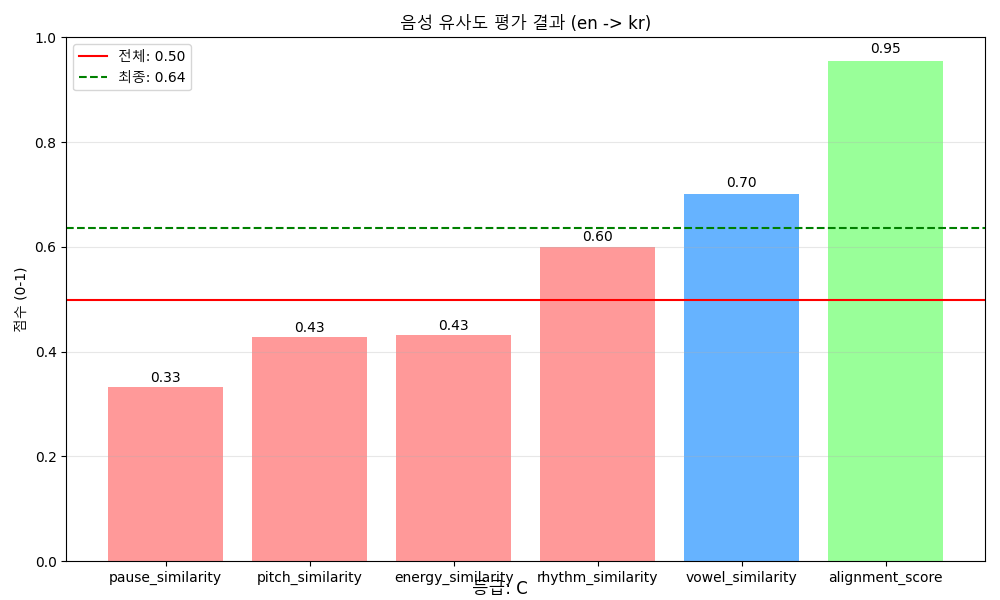 음성 유사도 평가 결과 (en -> kr)
전체: 0.50
최종: 0.64
점수 (0-1)
1.0
0.8
0.6
0.4
0.2
0.0
0.33
0.43
0.43
0.60
0.70
0.95
pause_similarity
pitch_similarity
energy_similarity
rhythm_similarity
vowel_similarity
alignment_score
등급: C